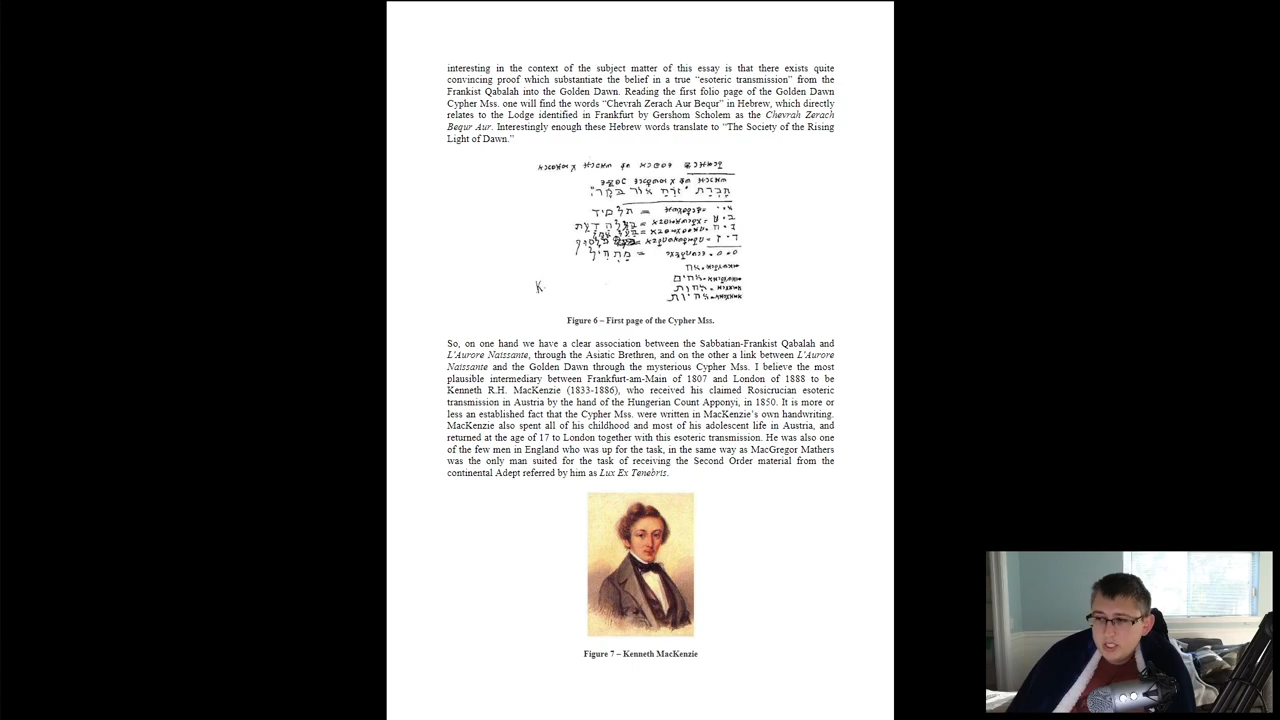 interesting in the context of the subject matter of this essay is that there exists quite
convincing proof which substantiate the belief in a true “esoteric transmission” from the
Frankist Qabalah into the Golden Dawn. Reading the first folio page of the Golden Dawn
Cypher Mss. one will find the words “Chevrah Zerach Aur Bequr” in Hebrew, which directly
relates to the Lodge identified in Frankfurt by Gershom Scholem as the Chevrah Zerach
Bequr Aur. Interestingly enough these Hebrew words translate to “The Society of the Rising
Light of Dawn.”
חברת זרח אור בקר
תלמיד
K.
Figure 6 – First page of the Cypher Mss.
So, on one hand we have a clear association between the Sabbatian-Frankist Qabalah and
L’Aurore Naissante, through the Asiatic Brethren, and on the other a link between L’Aurore
Naissante and the Golden Dawn through the mysterious Cypher Mss. I believe the most
plausible intermediary between Frankfurt-am-Main of 1807 and London of 1888 to be
Kenneth R.H. MacKenzie (1833-1886), who received his claimed Rosicrucian esoteric
transmission in Austria by the hand of the Hungerian Count Apponyi, in 1850. It is more or
less an established fact that the Cypher Mss. were written in MacKenzie’s own handwriting.
MacKenzie also spent all of his childhood and most of his adolescent life in Austria, and
returned at the age of 17 to London together with this esoteric transmission. He was also one
of the few men in England who was up for the task, in the same way as MacGregor Mathers
was the only man suited for the task of receiving the Second Order material from the
continental Adept referred by him as Lux Ex Tenebris.
Figure 7 – Kenneth MacKenzie